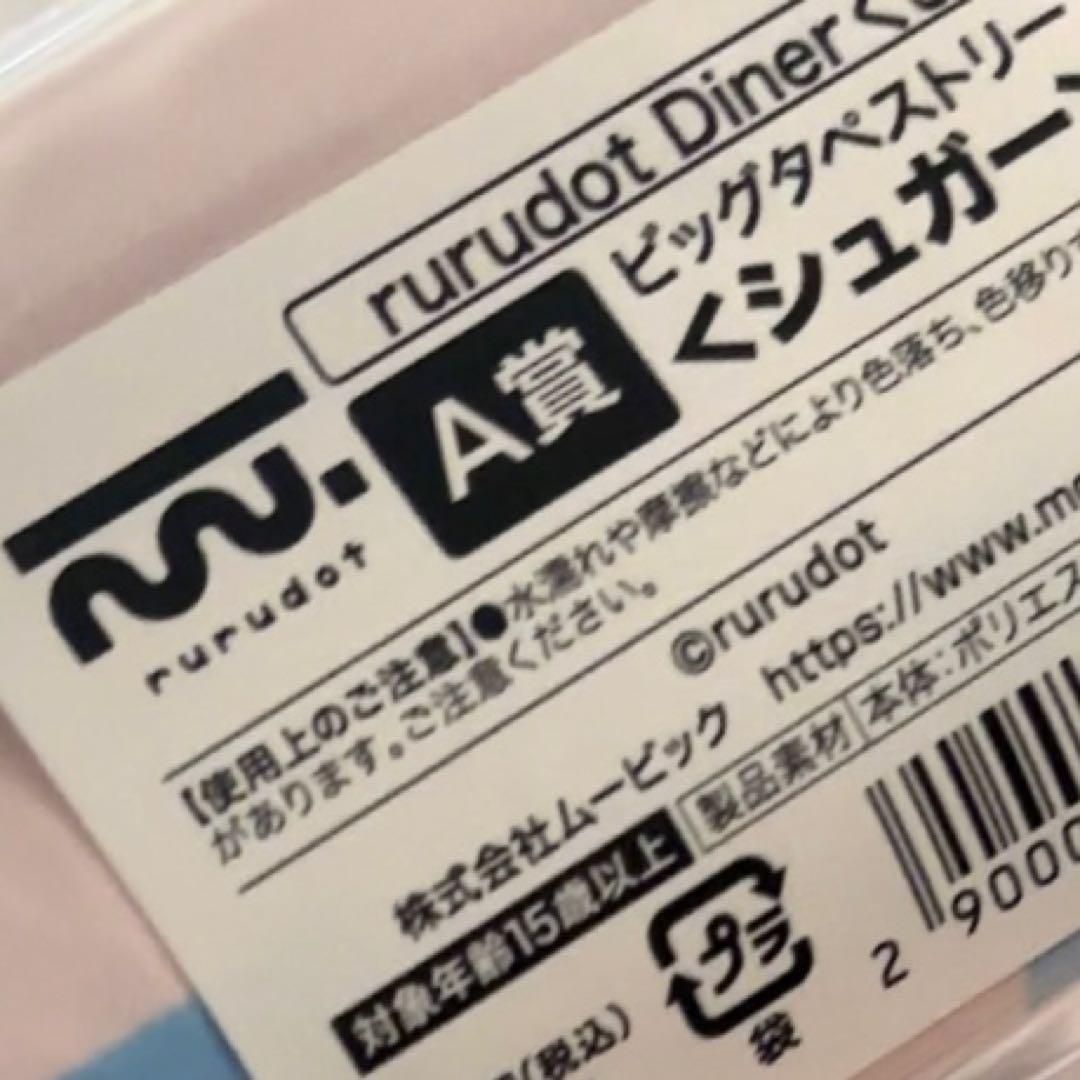 rurudot Diner
ビッグタペストリー
A賞
<シュガー
rurudot
【使用上のご注意】●水濡れや摩擦などにより色落ち、色移り
があります。ご注意ください。
©rurudot
株式会社ムービック https://www.mo
対象年齢15歳以上 製品素材 本体:ポリエス
プラ
袋
(税込)
2 9000